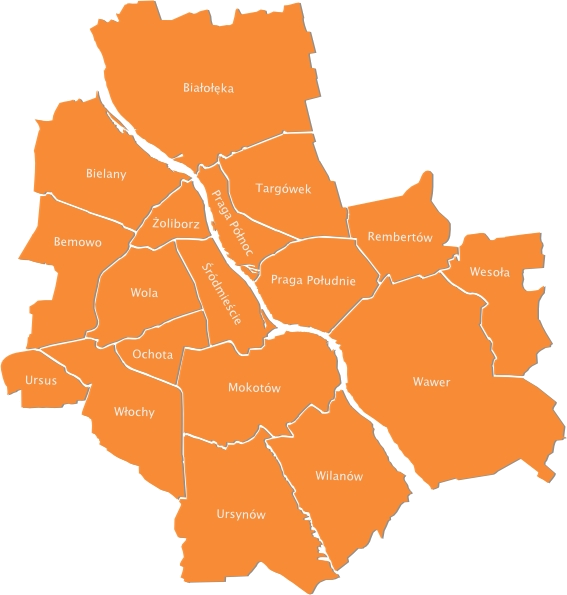 Białołęka
Bielany
Targówek
Praga Północ
Żoliborz
Rembertów
Bemowo
Wesoła
Praga Południe
Wola
Śródmieście
Ochota
Ursus
Mokotów
Wawer
Włochy
Wilanów
Ursynów